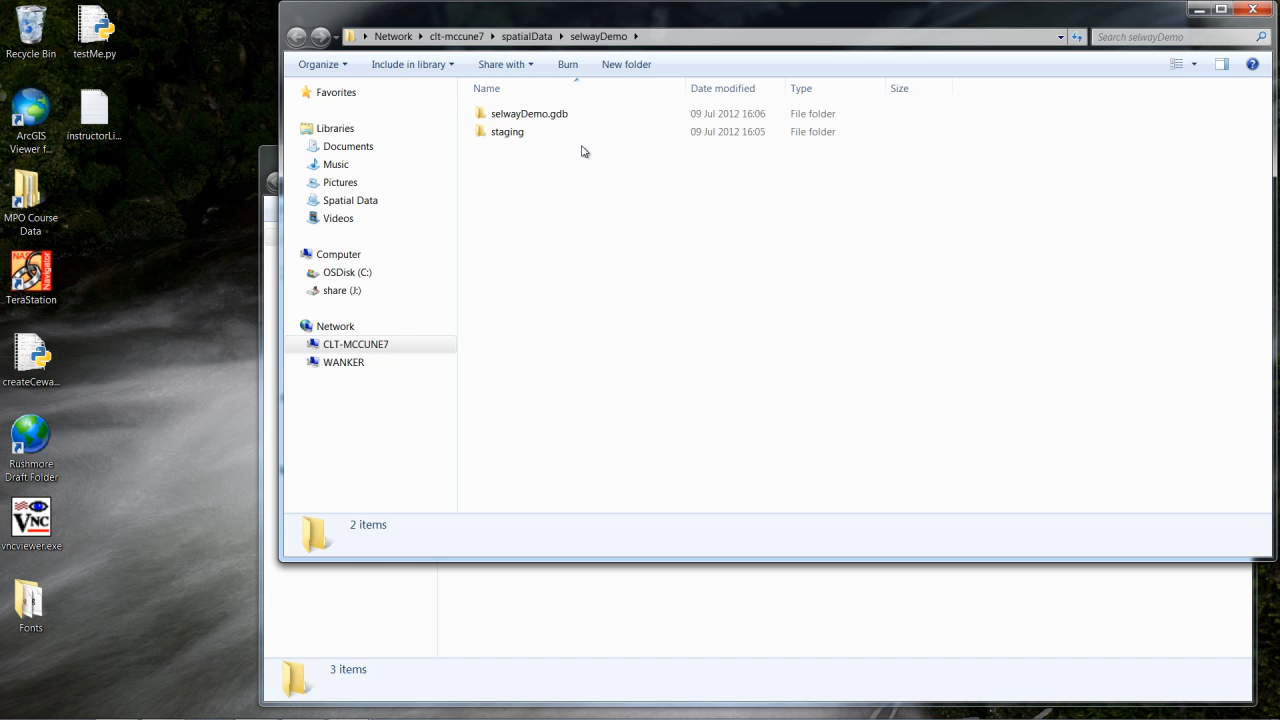 Recycle Bin
testMe.py
ArcGIS
Viewer f...
instructorLi...
MPO Course
Data
NAS
Navigator
TeraStation
createCewa...
Rushmore
Draft Folder
VNC
vncviewer.exe
Fonts
Network clt-mccune7 spatialData selwayDemo
Search selwayDemo
Organize Include in library Share with Burn New folder
Favorites
Libraries
Documents
Music
Pictures
Spatial Data
Videos
Computer
OSDisk (C:)
share (J:)
Network
CLT-MCCUNE7
WANKER
Name Date modified Type Size
selwayDemo.gdb 09 Jul 2012 16:06 File folder
staging 09 Jul 2012 16:05 File folder
2 items
3 items